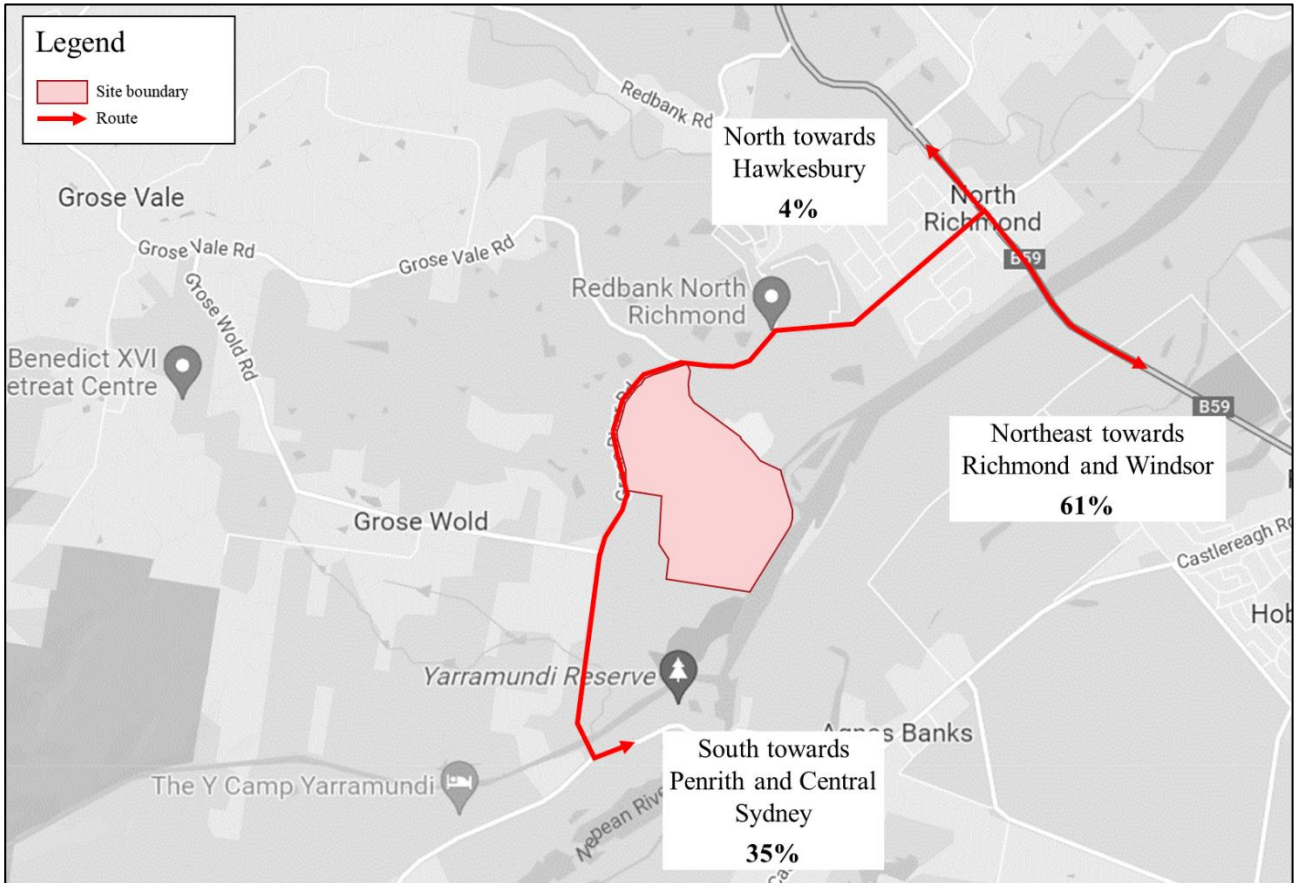 Legend
Site boundary
Route
Redbank Rd
North towards
Hawkesbury
4%
North
Richmond
Grose Vale
Grose Vale Rd
Grose Vale Rd
B59
Redbank North
Richmond
Grose Wold Rd
Benedict XVI
etreat Centre
B59
Northeast towards
Richmond and Windsor
61%
Grose Wold
Castlereagh Ro
Hob
Yarramundi Reserve
Agnes Banks
South towards
Penrith and Central
Sydney
35%
The Y Camp Yarramundi
Nepean River